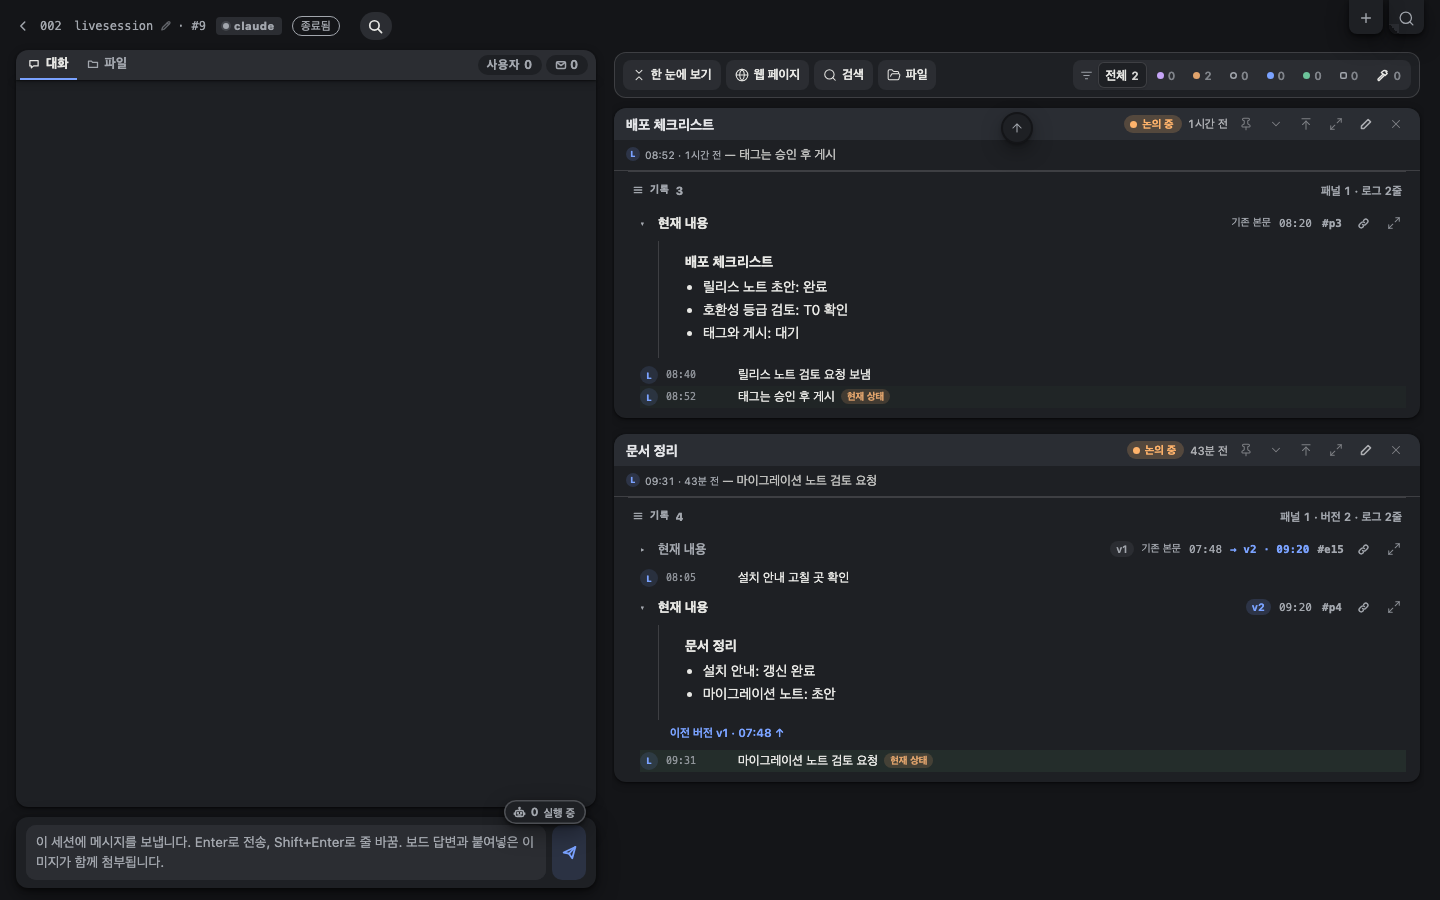 002 livesession · #9 claude 종료됨
대화 파일 사용자 0 0
한 눈에 보기 웹 페이지 검색 파일 전체 2 0 2 0 0 0 0 0
배포 체크리스트 논의 중 1시간 전
L 08:52 · 1시간 전 — 태그는 승인 후 게시
기록 3 패널 1 · 로그 2줄
현재 내용 기존 본문 08:20 #p3
배포 체크리스트
• 릴리스 노트 초안: 완료
• 호환성 등급 검토: T0 확인
• 태그와 게시: 대기
L 08:40 릴리스 노트 검토 요청 보냄
L 08:52 태그는 승인 후 게시 현재 상태
문서 정리 논의 중 43분 전
L 09:31 · 43분 전 — 마이그레이션 노트 검토 요청
기록 4 패널 1 · 버전 2 · 로그 2줄
현재 내용 v1 기존 본문 07:48 → v2 · 09:20 #e15
L 08:05 설치 안내 고칠 곳 확인
현재 내용 v2 09:20 #p4
문서 정리
• 설치 안내: 갱신 완료
• 마이그레이션 노트: 초안
이전 버전 v1 · 07:48 ↑
L 09:31 마이그레이션 노트 검토 요청 현재 상태
0 실행 중
이 세션에 메시지를 보냅니다. Enter로 전송, Shift+Enter로 줄 바꿈. 보드 답변과 붙여넣은 이
미지가 함께 첨부됩니다.